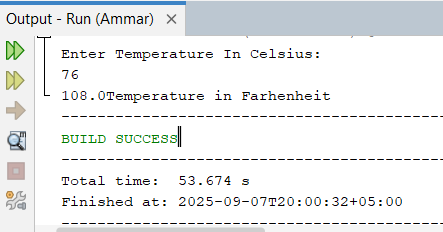 Output - Run (Ammar) ×
Enter Temperature In Celsius:
76
108.0Temperature in Farhenheit
------------------------------------------------
BUILD SUCCESS
------------------------------------------------
Total time:  53.674 s
Finished at: 2025-09-07T20:00:32+05:00
------------------------------------------------